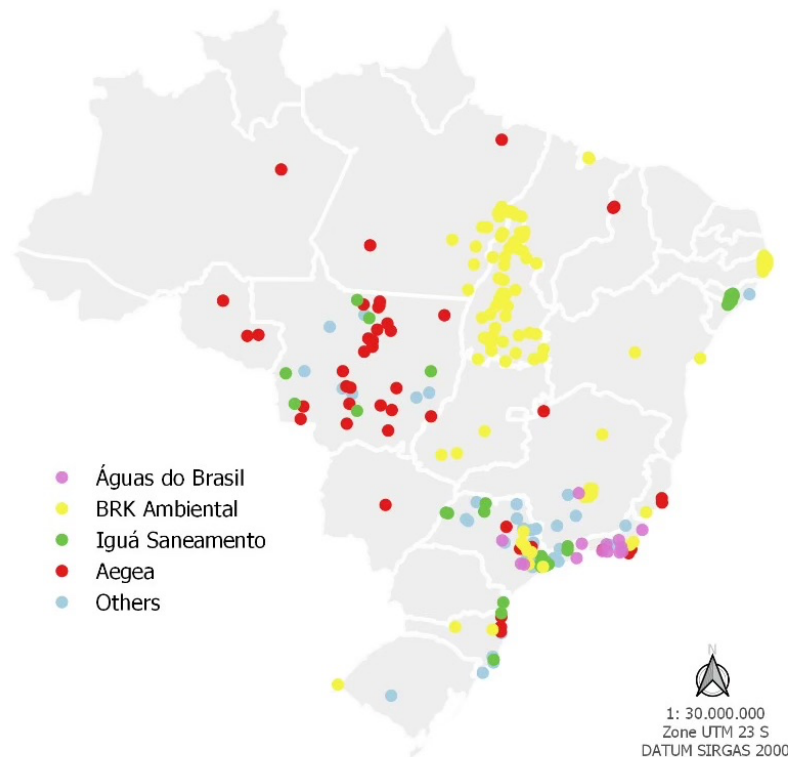 Águas do Brasil
BRK Ambiental
Iguá Saneamento
Aegea
Others
N
1: 30.000.000
Zone UTM 23 S
DATUM SIRGAS 2000